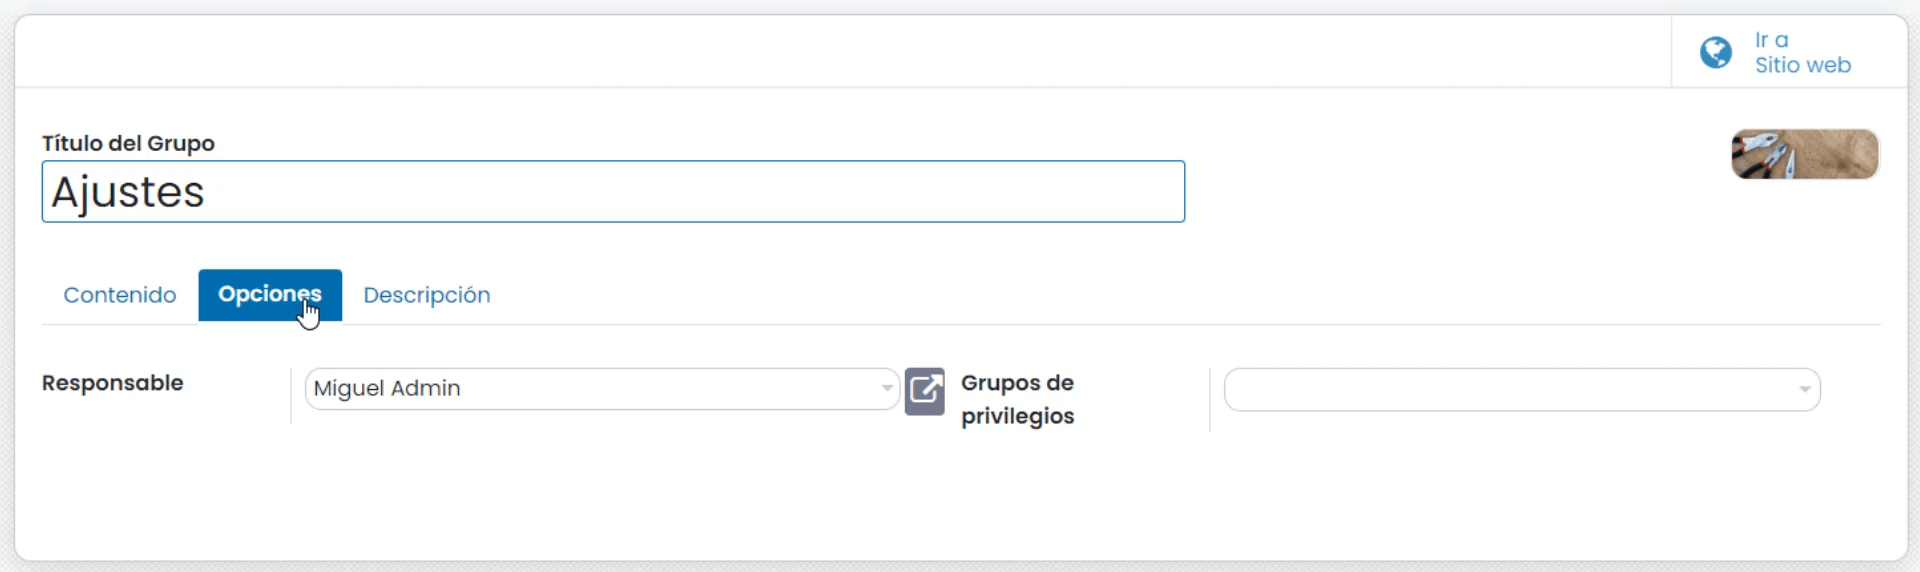 Ir a
Sitio web
Título del Grupo
Ajustes
Contenido Opciones Descripción
Responsable Miguel Admin Grupos de
privilegios